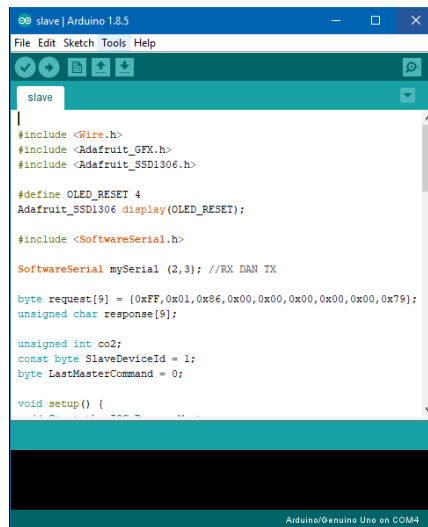 slave | Arduino 1.8.5
File Edit Sketch Tools Help
slave
#include <Wire.h>
#include <Adafruit_GFX.h>
#include <Adafruit_SSD1306.h>
#define OLED_RESET 4
Adafruit_SSD1306 display(OLED_RESET);
#include <SoftwareSerial.h>
SoftwareSerial mySerial (2,3); //RX DAN TX
byte request[9] = {0xFF,0x01,0x86,0x00,0x00,0x00,0x00,0x00,0x79};
unsigned char response[9];
unsigned int co2;
const byte SlaveDeviceId = 1;
byte LastMasterCommand = 0;
void setup() {
Arduino/Genuino Uno on COM4